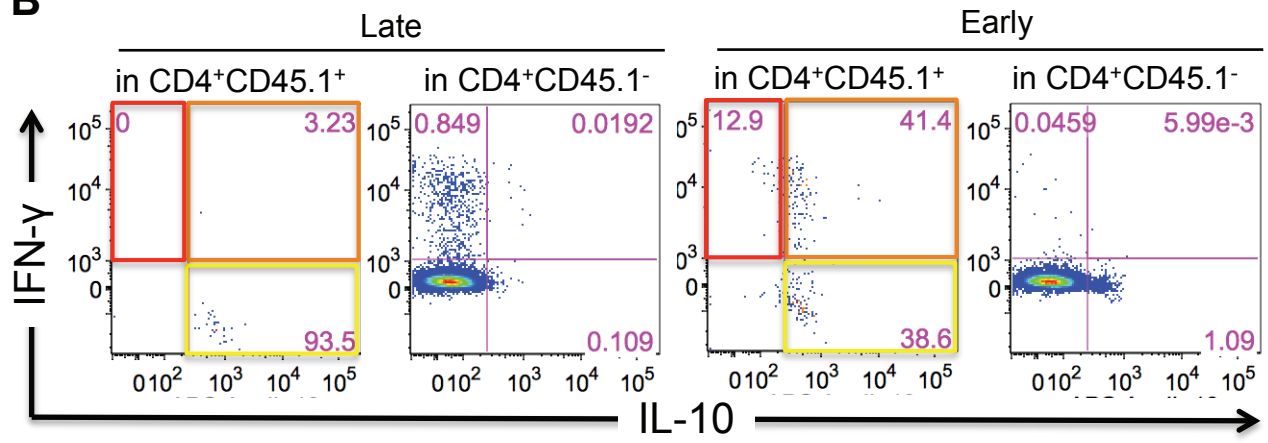 B
Late
Early
in CD4⁺CD45.1⁺
in CD4⁺CD45.1⁻
in CD4⁺CD45.1⁺
in CD4⁺CD45.1⁻
0 3.23
0.849 0.0192
12.9 41.4
0.0459 5.99e-3
10⁵ 10⁵ 0⁵ 10⁵
10⁴ 10⁴ 0⁴ 10⁴
10³ 10³ 0³ 10³
0 0 0 0
93.5
0.109
38.6
1.09
0 10² 10³ 10⁴ 10⁵
0 10² 10³ 10⁴ 10⁵
0 10² 10³ 10⁴ 10⁵
0 10² 10³ 10⁴ 10⁵
IFN-γ
IL-10